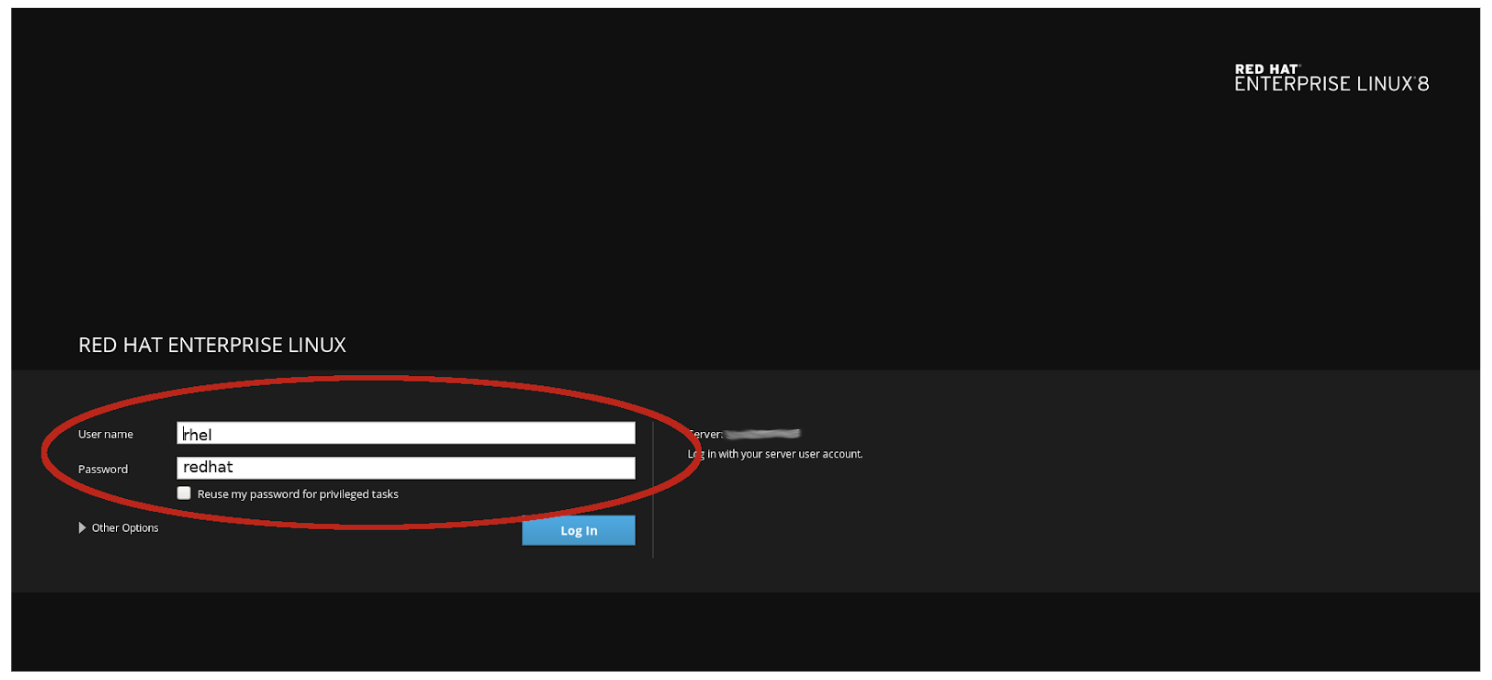 RED HAT
ENTERPRISE LINUX 8
RED HAT ENTERPRISE LINUX
User name rhel
Password redhat
Reuse my password for privileged tasks
Other Options
Log In
Server:
Log in with your server user account.